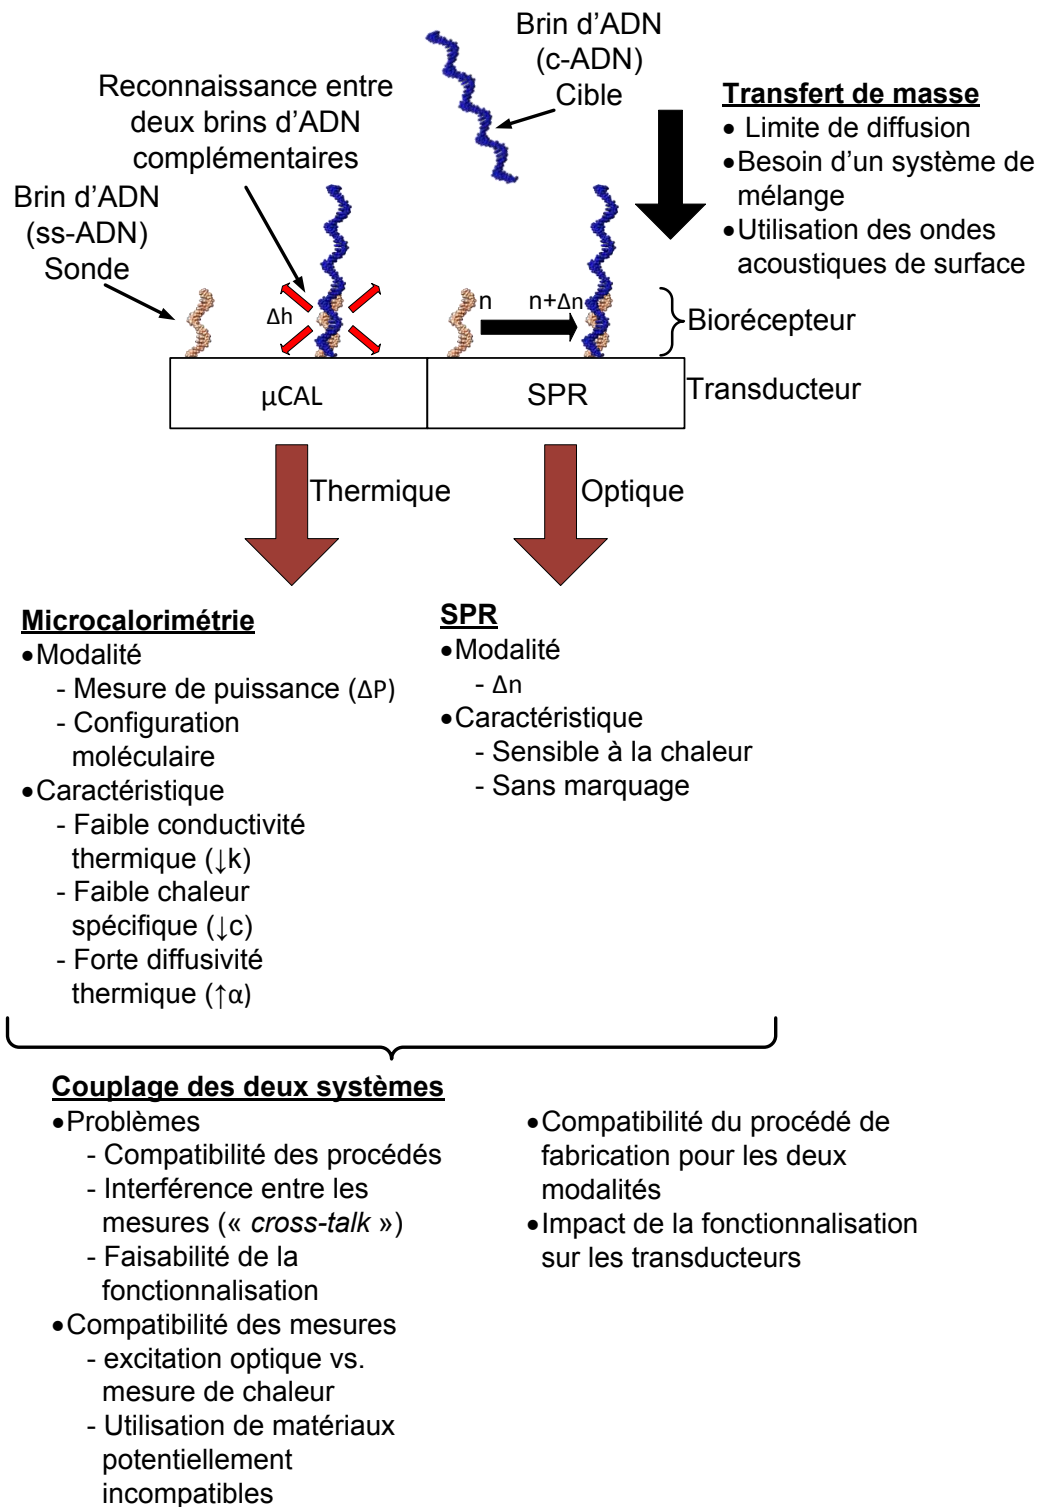 Brin d’ADN
(c-ADN)
Cible
Reconnaissance entre
deux brins d’ADN
complémentaires
Brin d’ADN
(ss-ADN)
Sonde
Transfert de masse
• Limite de diffusion
•Besoin d’un système de
mélange
•Utilisation des ondes
acoustiques de surface
Δh
n
n+Δn
Biorécepteur
µCAL
SPR
Transducteur
Thermique
Optique
Microcalorimétrie
•Modalité
- Mesure de puissance (ΔP)
- Configuration
moléculaire
•Caractéristique
- Faible conductivité
thermique (↓k)
- Faible chaleur
spécifique (↓c)
- Forte diffusivité
thermique (↑α)
SPR
•Modalité
- Δn
•Caractéristique
- Sensible à la chaleur
- Sans marquage
Couplage des deux systèmes
•Problèmes
- Compatibilité des procédés
- Interférence entre les
mesures (« cross-talk »)
- Faisabilité de la
fonctionnalisation
•Compatibilité des mesures
- excitation optique vs.
mesure de chaleur
- Utilisation de matériaux
potentiellement
incompatibles
•Compatibilité du procédé de
fabrication pour les deux
modalités
•Impact de la fonctionnalisation
sur les transducteurs